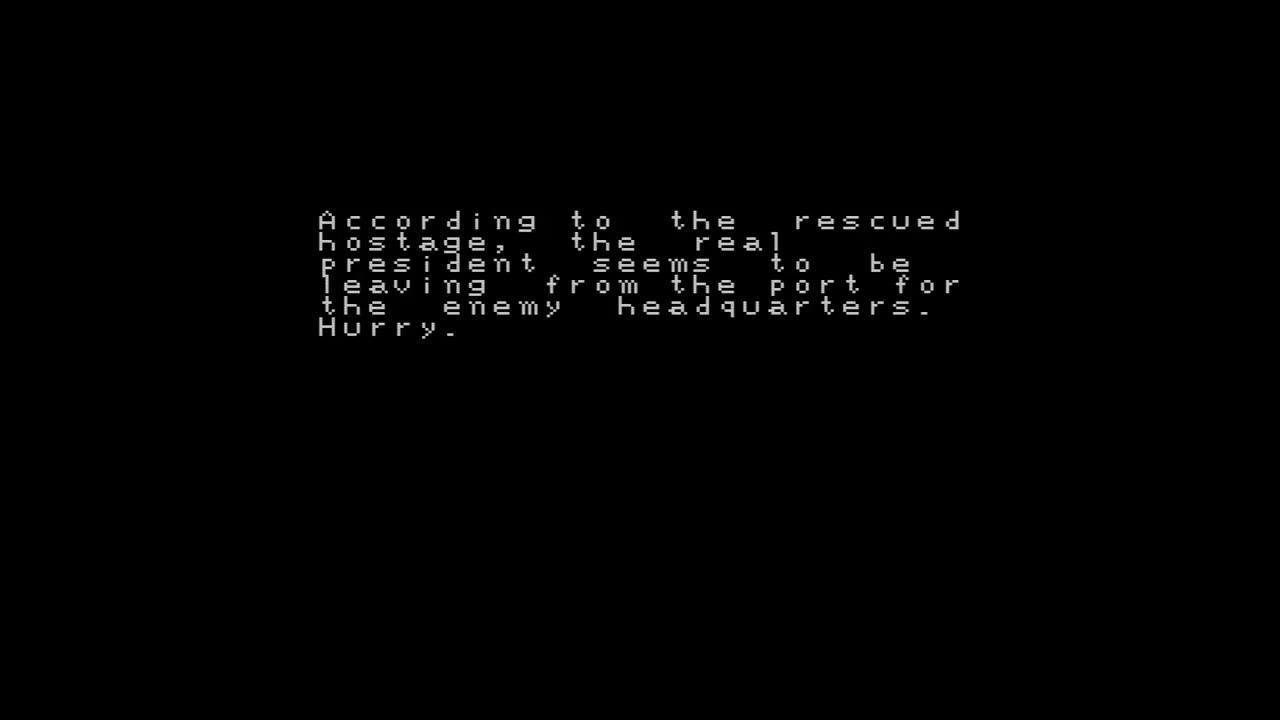 According to the rescued
hostage, the real
president seems to be
leaving from the port for
the enemy headquarters.
Hurry.